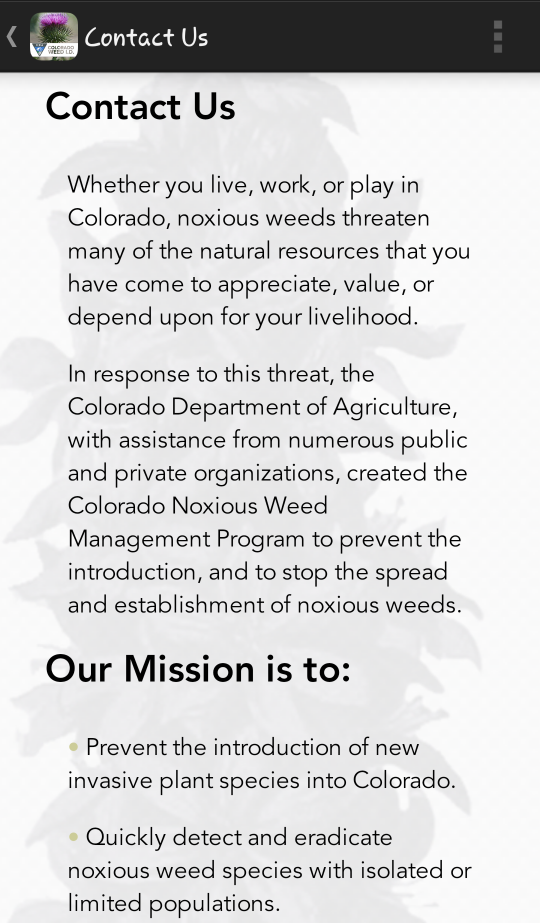 COLORADO
WEED I.D.
Contact Us
Contact Us
Whether you live, work, or play in
Colorado, noxious weeds threaten
many of the natural resources that you
have come to appreciate, value, or
depend upon for your livelihood.
In response to this threat, the
Colorado Department of Agriculture,
with assistance from numerous public
and private organizations, created the
Colorado Noxious Weed
Management Program to prevent the
introduction, and to stop the spread
and establishment of noxious weeds.
Our Mission is to:
• Prevent the introduction of new
invasive plant species into Colorado.
• Quickly detect and eradicate
noxious weed species with isolated or
limited populations.